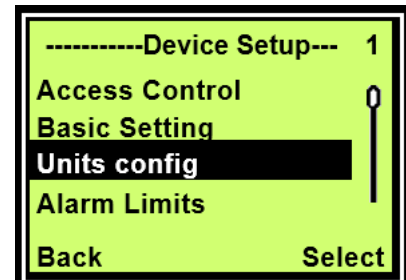 -----------Device Setup--- 1
Access Control
Basic Setting
Units config
Alarm Limits
Back Select